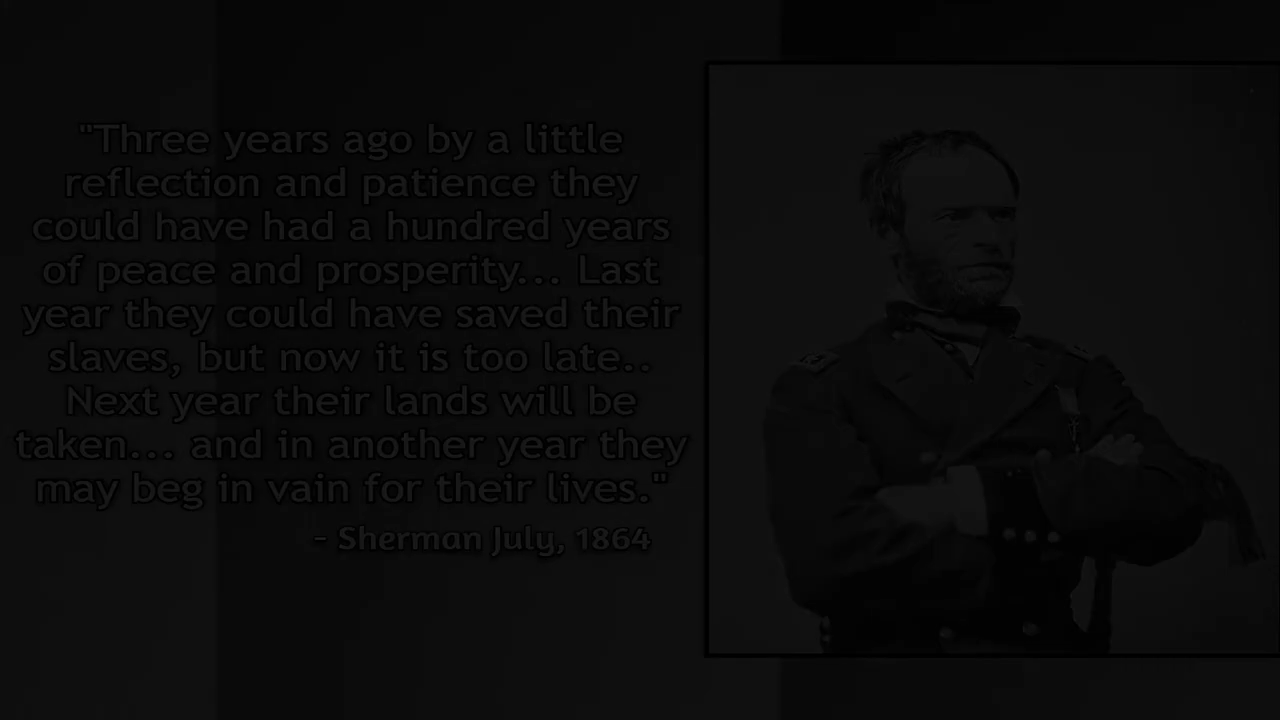 "Three years ago by a little
reflection and patience they
could have had a hundred years
of peace and prosperity... Last
year they could have saved their
slaves, but now it is too late..
Next year their lands will be
taken... and in another year they
may beg in vain for their lives."
- Sherman July, 1864